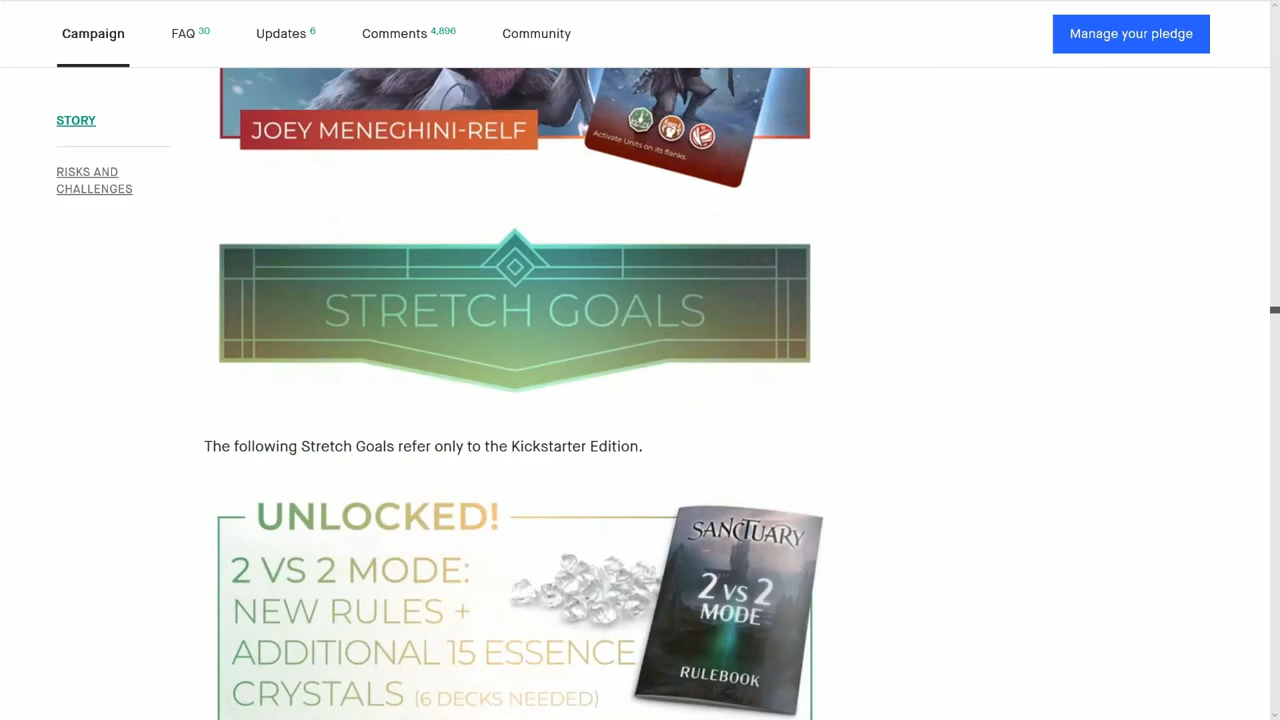 Campaign FAQ 30 Updates 6 Comments 4,896 Community Manage your pledge
STORY
RISKS AND
CHALLENGES
JOEY MENEGHINI-RELF
Activate Units on its flanks.
STRETCH GOALS
The following Stretch Goals refer only to the Kickstarter Edition.
UNLOCKED!
2 VS 2 MODE:
NEW RULES +
ADDITIONAL 15 ESSENCE
CRYSTALS (6 DECKS NEEDED)
SANCTUARY
2 VS 2
MODE
RULEBOOK